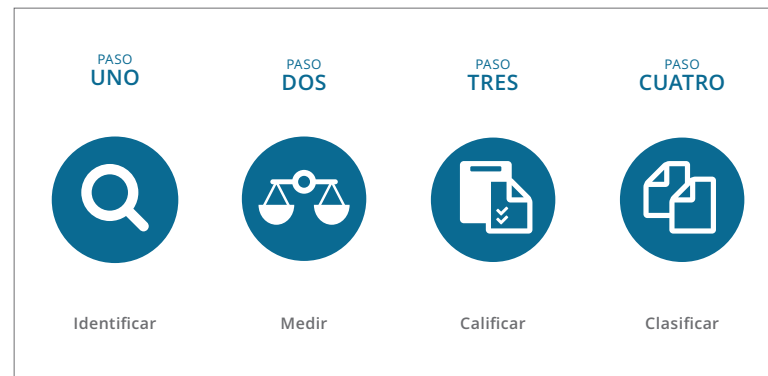 PASO
UNO
PASO
DOS
PASO
TRES
PASO
CUATRO
Identificar
Medir
Calificar
Clasificar